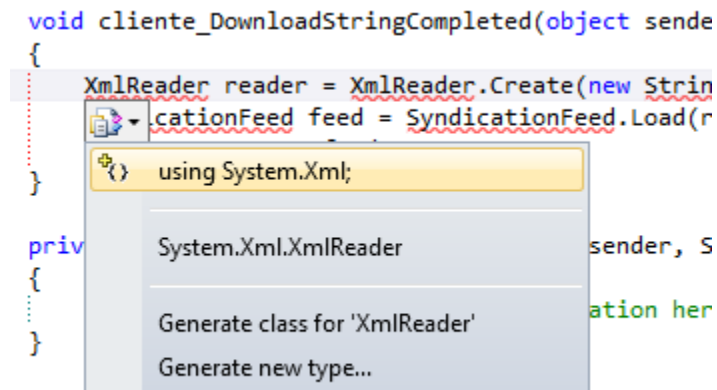 void cliente_DownloadStringCompleted(object sende
{
XmlReader reader = XmlReader.Create(new Strin
icationFeed feed = SyndicationFeed.Load(r
using System.Xml;
}
System.Xml.XmlReader
priv sender, S
{
Generate class for 'XmlReader' ation her
}
Generate new type...